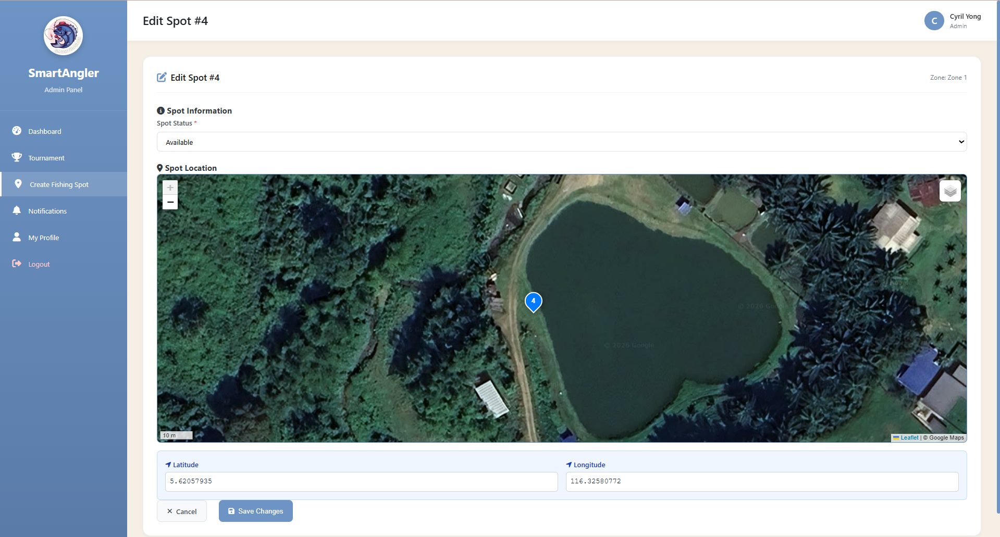 SmartAngler
Admin Panel
Dashboard
Tournament
Create Fishing Spot
Notifications
My Profile
Logout
Edit Spot #4
C
Cyril Yong
Admin
Edit Spot #4
Zone: Zone 1
Spot Information
Spot Status *
Available
Spot Location
+
−
4
© 2026 Google
© 2026 Google
10 m
Leaflet | © Google Maps
Latitude
Longitude
5.62057935
116.32580772
Cancel
Save Changes